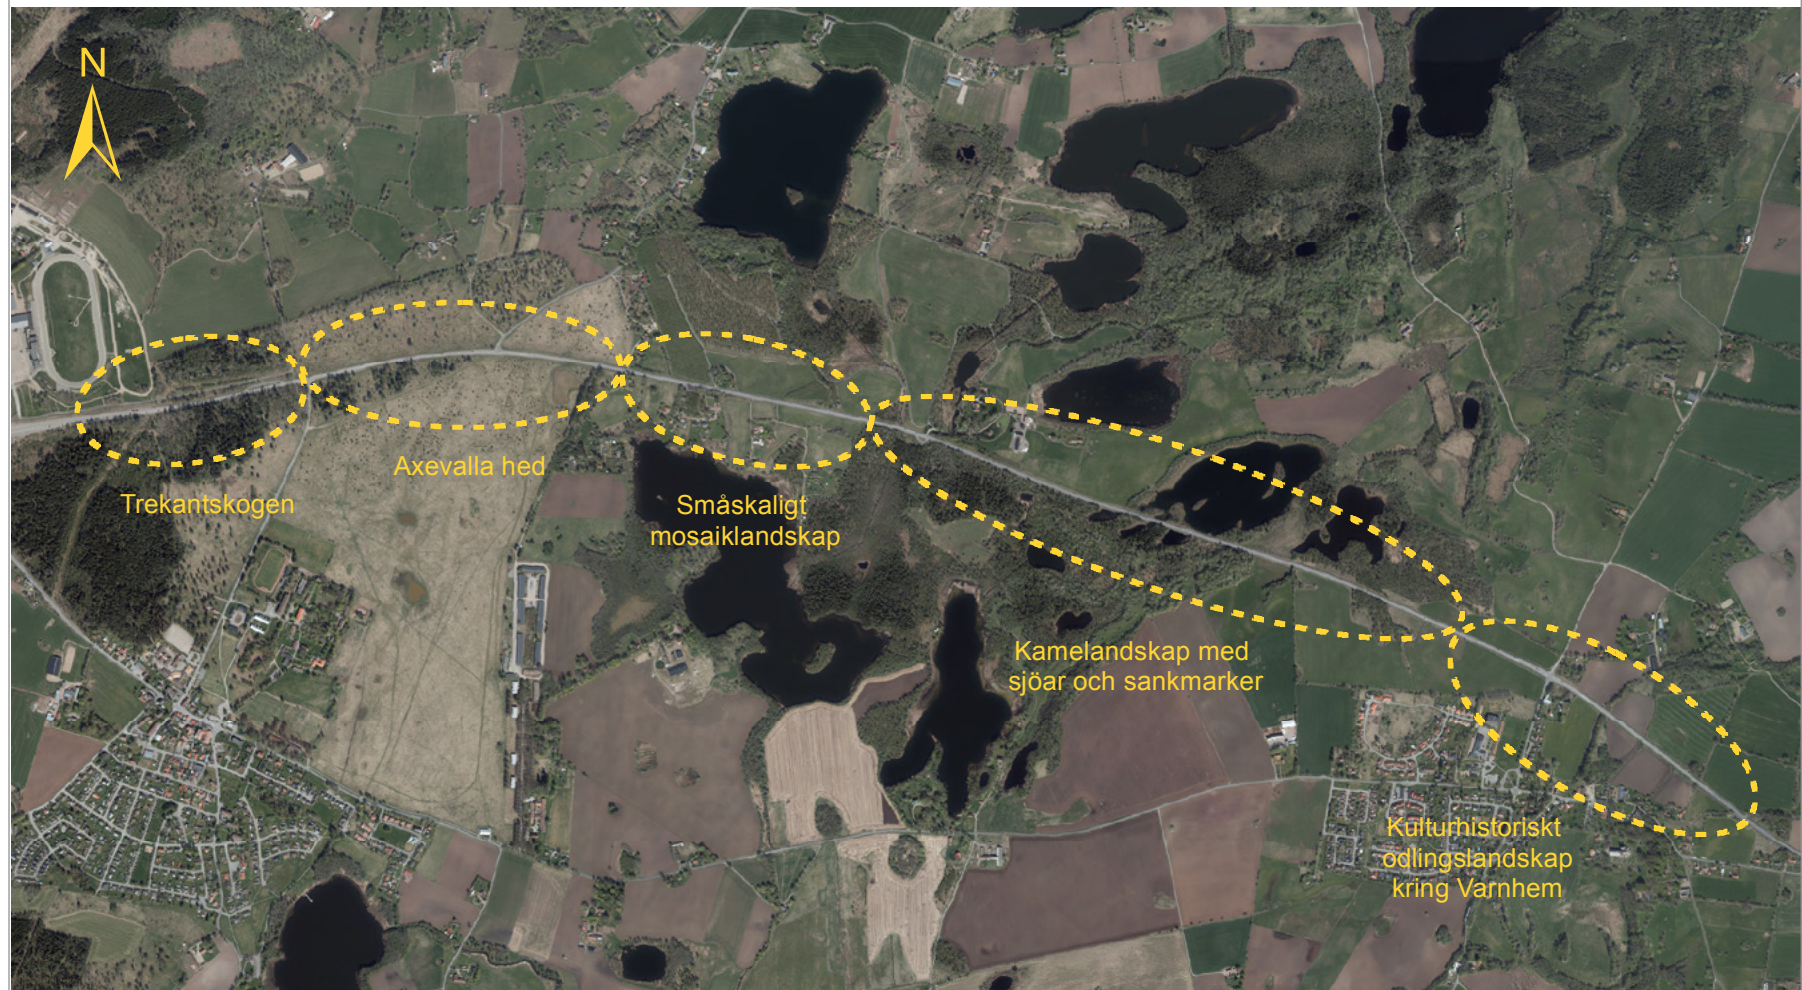 N
Axevalla hed
Trekantskogen
Småskaligt
mosaiklandskap
Kamelandskap med
sjöar och sankmarker
Kulturhistoriskt
odlingslandskap
kring Varnhem